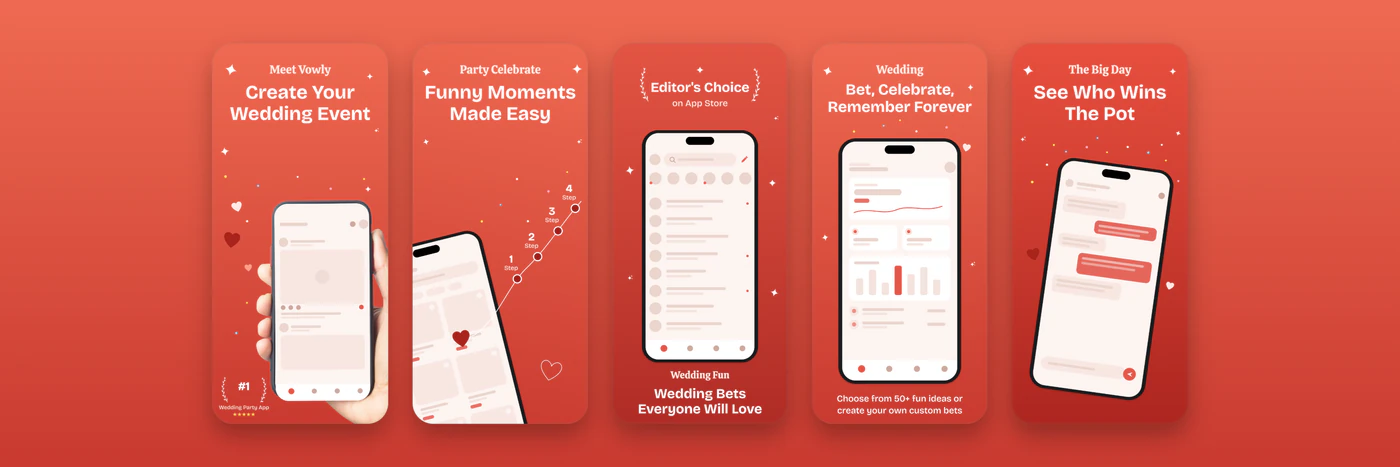 Meet Vowly
Create Your
Wedding Event
#1
Wedding Party App
Party Celebrate
Funny Moments
Made Easy
4
Step
3
Step
2
Step
1
Step
Editor's Choice
on App Store
Wedding Fun
Wedding Bets
Everyone Will Love
Wedding
Bet, Celebrate,
Remember Forever
Choose from 50+ fun ideas or
create your own custom bets
The Big Day
See Who Wins
The Pot